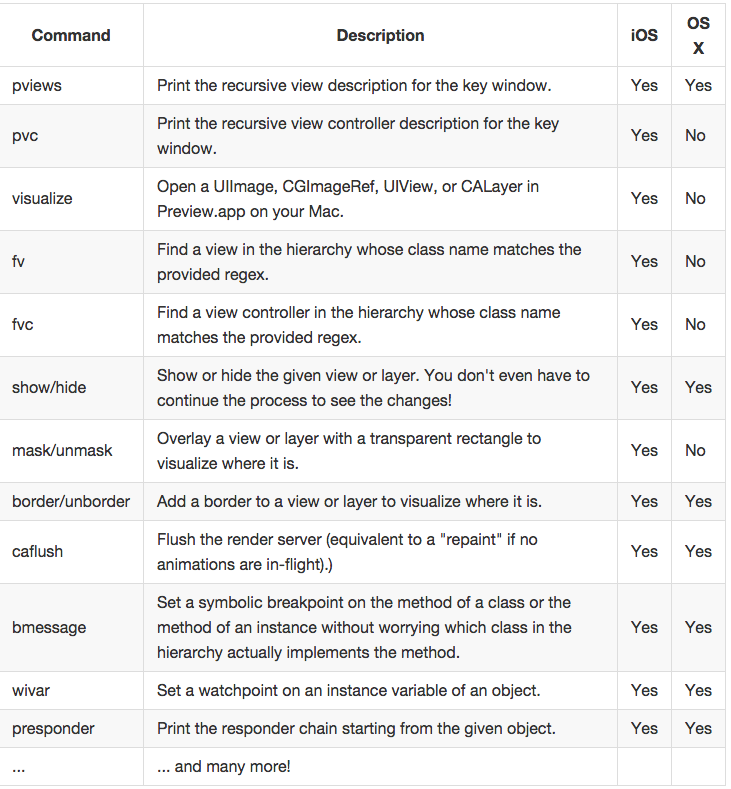 Command Description iOS OS X
pviews Print the recursive view description for the key window. Yes Yes
pvc Print the recursive view controller description for the key
window. Yes No
visualize Open a UIImage, CGImageRef, UIView, or CALayer in
Preview.app on your Mac. Yes No
fv Find a view in the hierarchy whose class name matches the
provided regex. Yes No
fvc Find a view controller in the hierarchy whose class name
matches the provided regex. Yes No
show/hide Show or hide the given view or layer. You don't even have to
continue the process to see the changes! Yes Yes
mask/unmask Overlay a view or layer with a transparent rectangle to
visualize where it is. Yes No
border/unborder Add a border to a view or layer to visualize where it is. Yes Yes
caflush Flush the render server (equivalent to a "repaint" if no
animations are in-flight).) Yes Yes
bmessage Set a symbolic breakpoint on the method of a class or the
method of an instance without worrying which class in the
hierarchy actually implements the method. Yes Yes
wivar Set a watchpoint on an instance variable of an object. Yes Yes
presponder Print the responder chain starting from the given object. Yes Yes
... ... and many more!